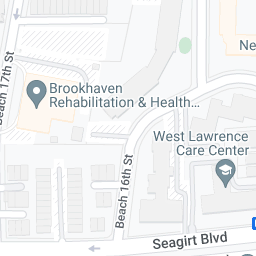 Beach 17th St
Brookhaven
Rehabilitation & Health...
Ne
West Lawrence
Care Center
Beach 16th St
Seagirt Blvd